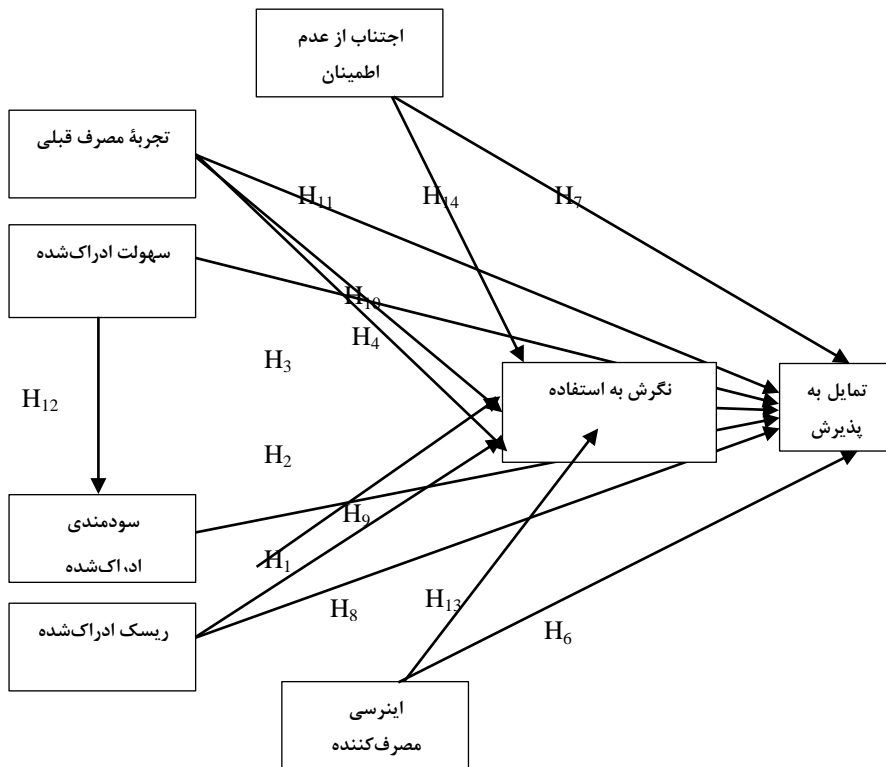 اجتناب از عدم
اطمینان
تجربهٔ مصرف قبلی
H11
H14
H7
سهولت ادراک‌شده
H10
H4
H3
نگرش به استفاده
تمایل به
پذیرش
H12
H2
سودمندی
ادراک‌شده
H9
H1
ریسک ادراک‌شده
H8
H13
H6
اینرسی
مصرف‌کننده